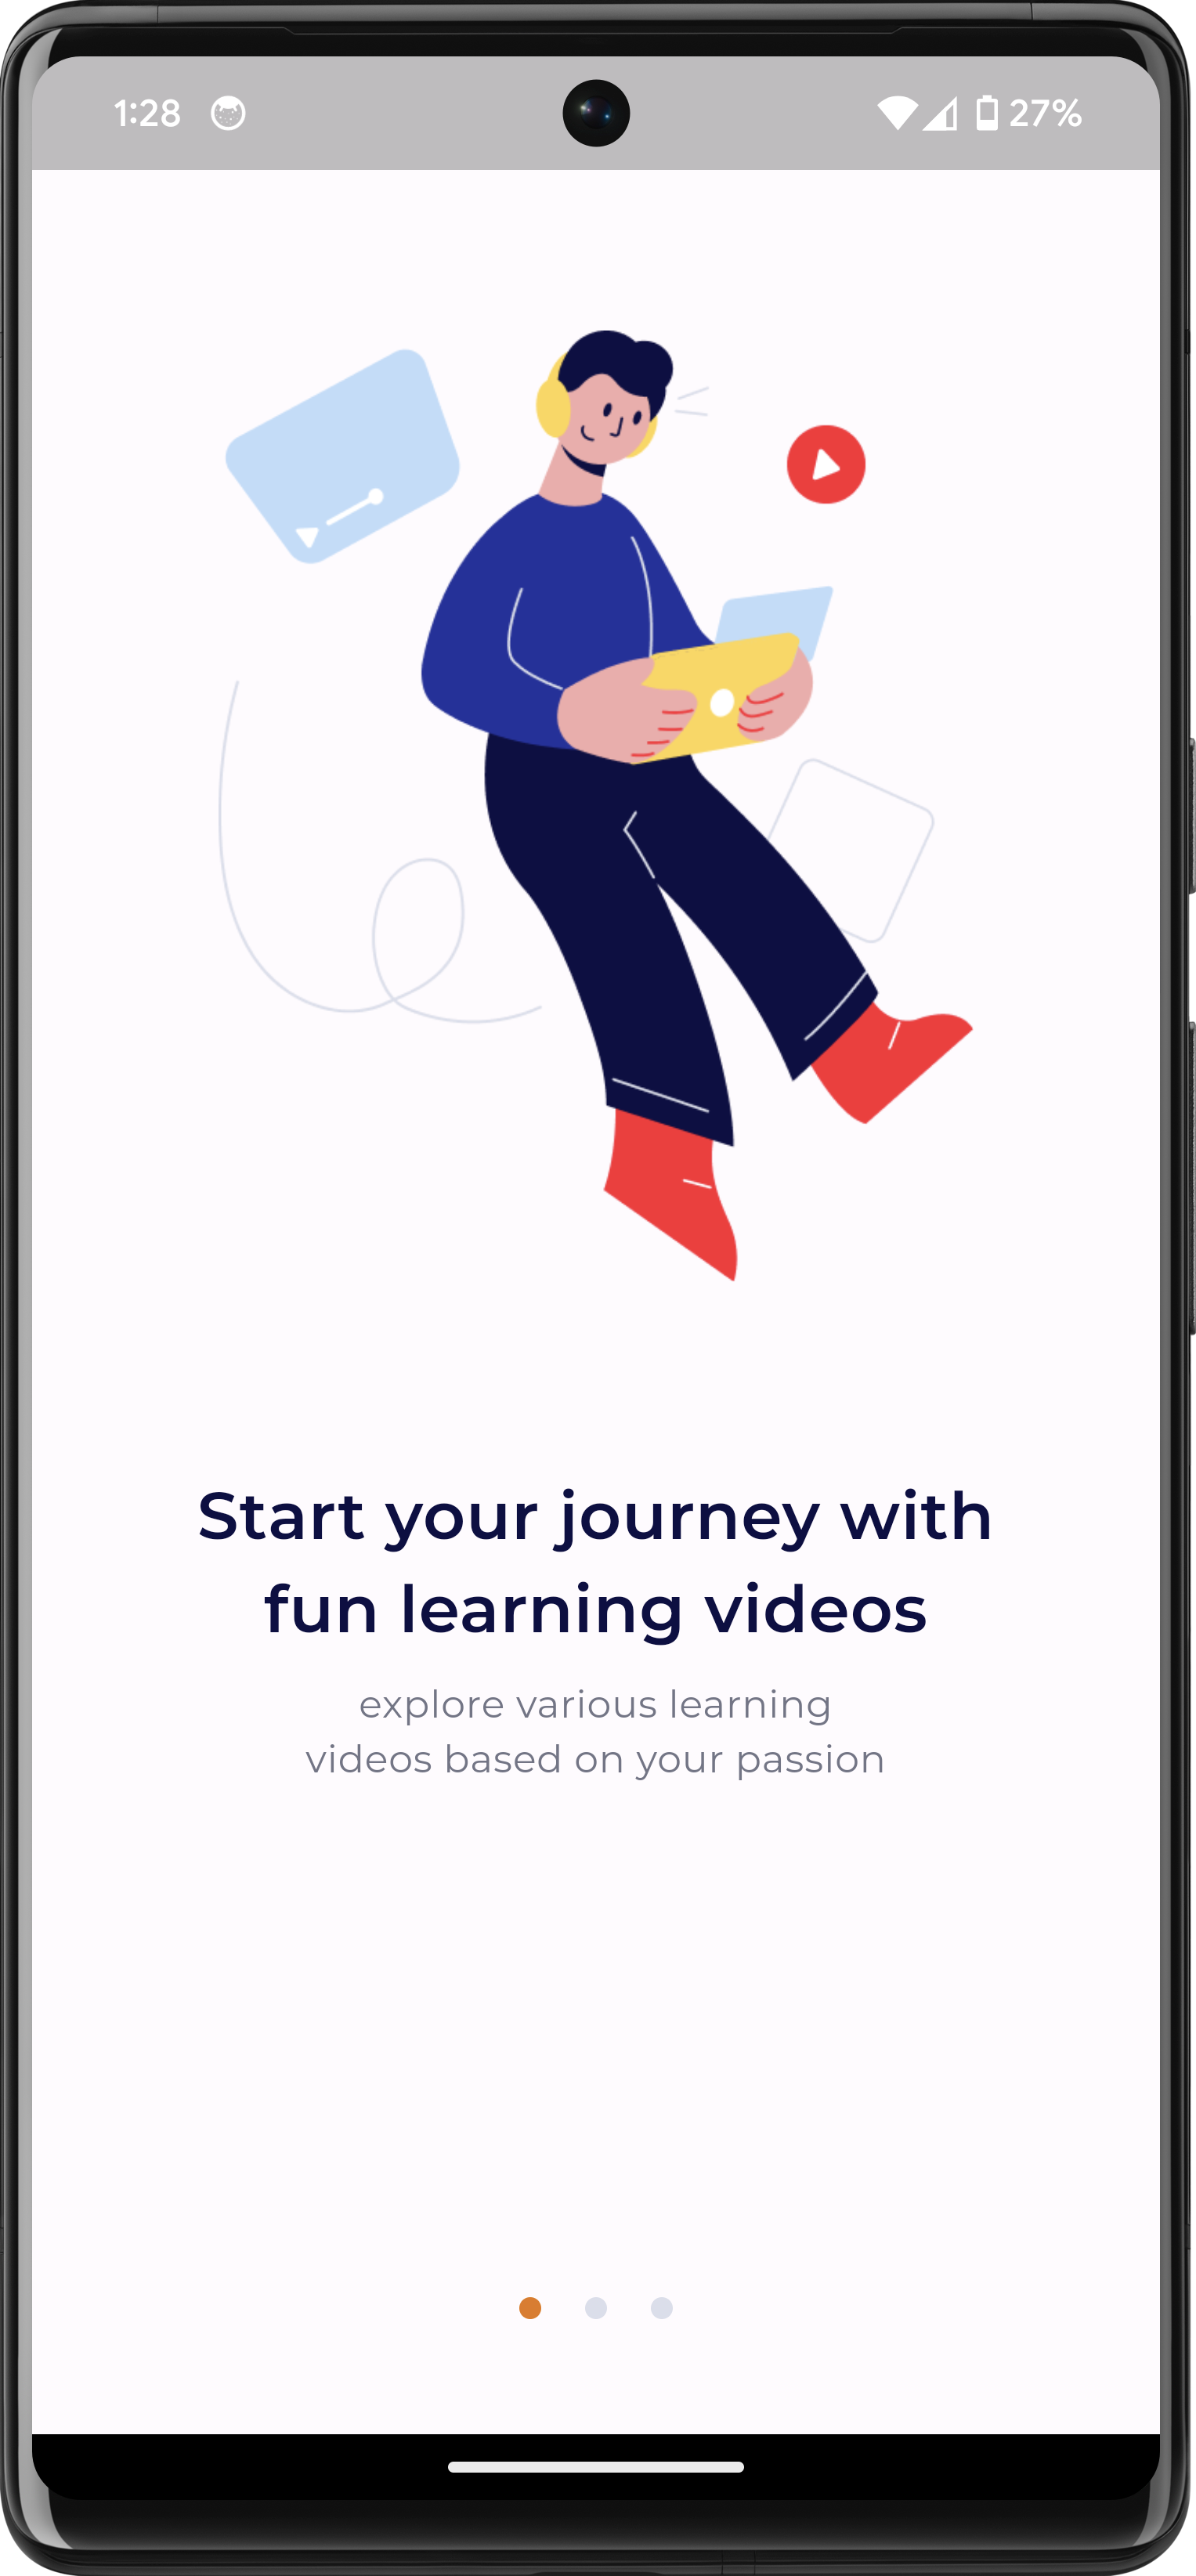 1:28 27%
Start your journey with
fun learning videos
explore various learning
videos based on your passion